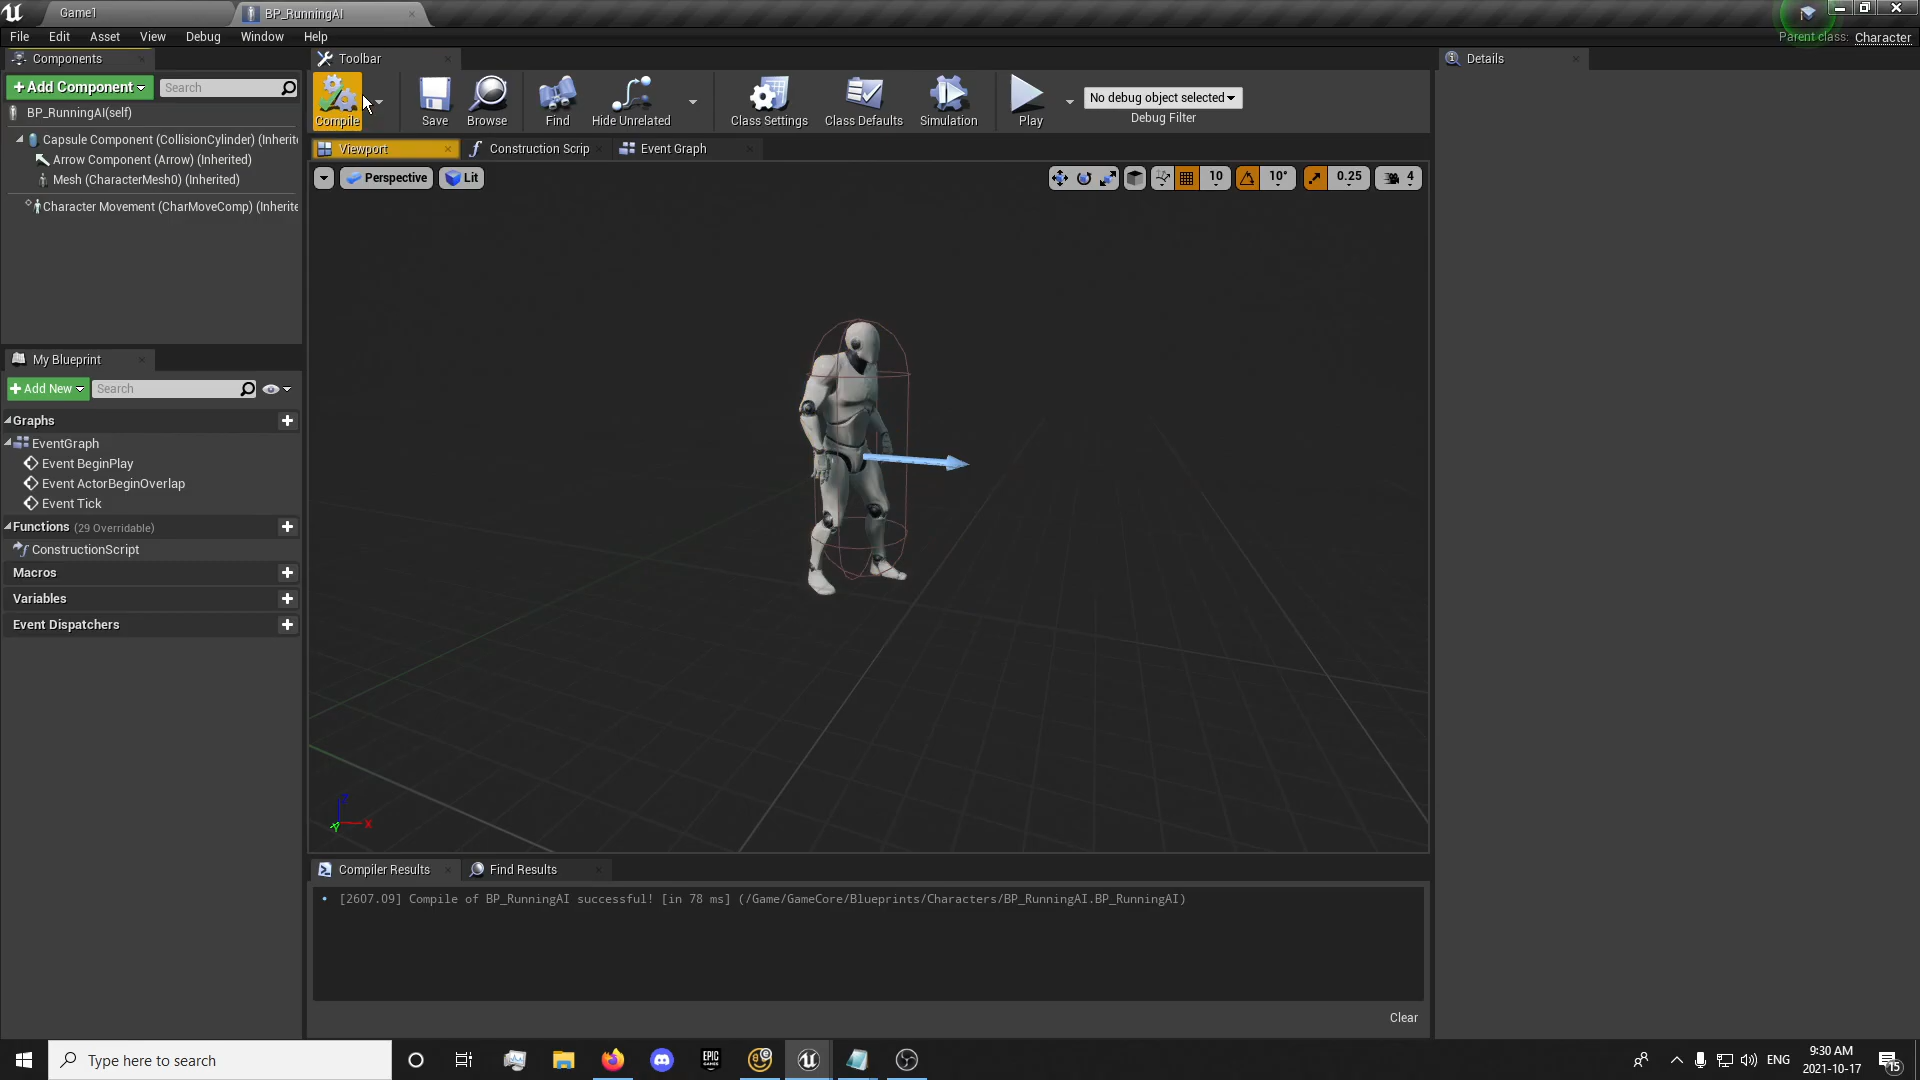 Game1
BP_RunningAI
File Edit Asset View Debug Window Help
Parent class: Character
Components
Toolbar
Details
+ Add Component
Search
BP_RunningAI(self)
Capsule Component (CollisionCylinder) (Inherit
Arrow Component (Arrow) (Inherited)
Mesh (CharacterMesh0) (Inherited)
Character Movement (CharMoveComp) (Inherite
Compile
Save
Browse
Find
Hide Unrelated
Class Settings
Class Defaults
Simulation
Play
No debug object selected
Debug Filter
Viewport
Construction Scrip
Event Graph
Perspective
Lit
10
10°
0.25
4
My Blueprint
+ Add New
Search
Graphs
EventGraph
Event BeginPlay
Event ActorBeginOverlap
Event Tick
Functions (29 Overridable)
ConstructionScript
Macros
Variables
Event Dispatchers
Z
X
Y
Compiler Results
Find Results
• [2607.09] Compile of BP_RunningAI successful! [in 78 ms] (/Game/GameCore/Blueprints/Characters/BP_RunningAI.BP_RunningAI)
Clear
Type here to search
EPIC
GAMES
ENG
9:30 AM
2021-10-17
15